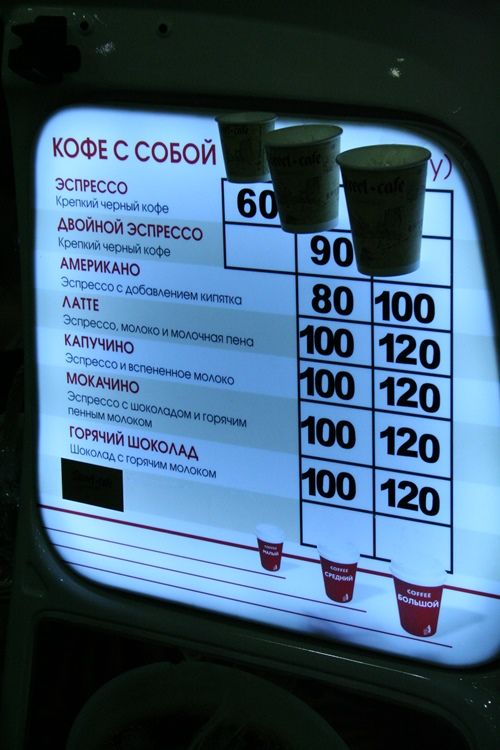 КОФЕ С СОБОЙ у)
ЭСПРЕССО 60
Крепкий черный кофе
ДВОЙНОЙ ЭСПРЕССО 90
Крепкий черный кофе
АМЕРИКАНО 80 100
Эспрессо с добавлением кипятка
ЛАТТЕ 100 120
Эспрессо, молоко и молочная пена
КАПУЧИНО 100 120
Эспрессо и вспененное молоко
МОКАЧИНО 100 120
Эспрессо с шоколадом и горячим
пенным молоком
ГОРЯЧИЙ ШОКОЛАД 100 120
Шоколад с горячим молоком
COFFEE
МАЛЫЙ
COFFEE
СРЕДНИЙ
COFFEE
БОЛЬШОЙ